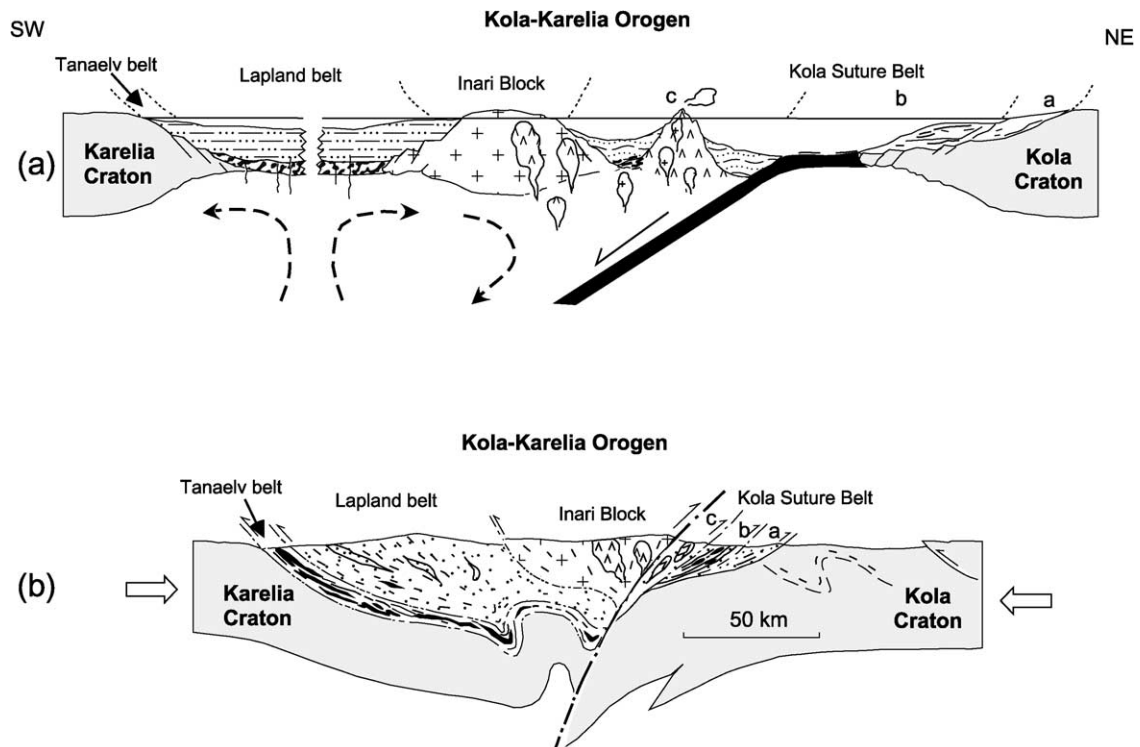 Kola-Karelia Orogen
SW
NE
Tanaelv belt
Lapland belt
Inari Block
Kola Suture Belt
c
b
a
(a)
Karelia
Craton
Kola
Craton
Kola-Karelia Orogen
Tanaelv belt
Lapland belt
Inari Block
Kola Suture Belt
c
b
a
(b)
Karelia
Craton
50 km
Kola
Craton